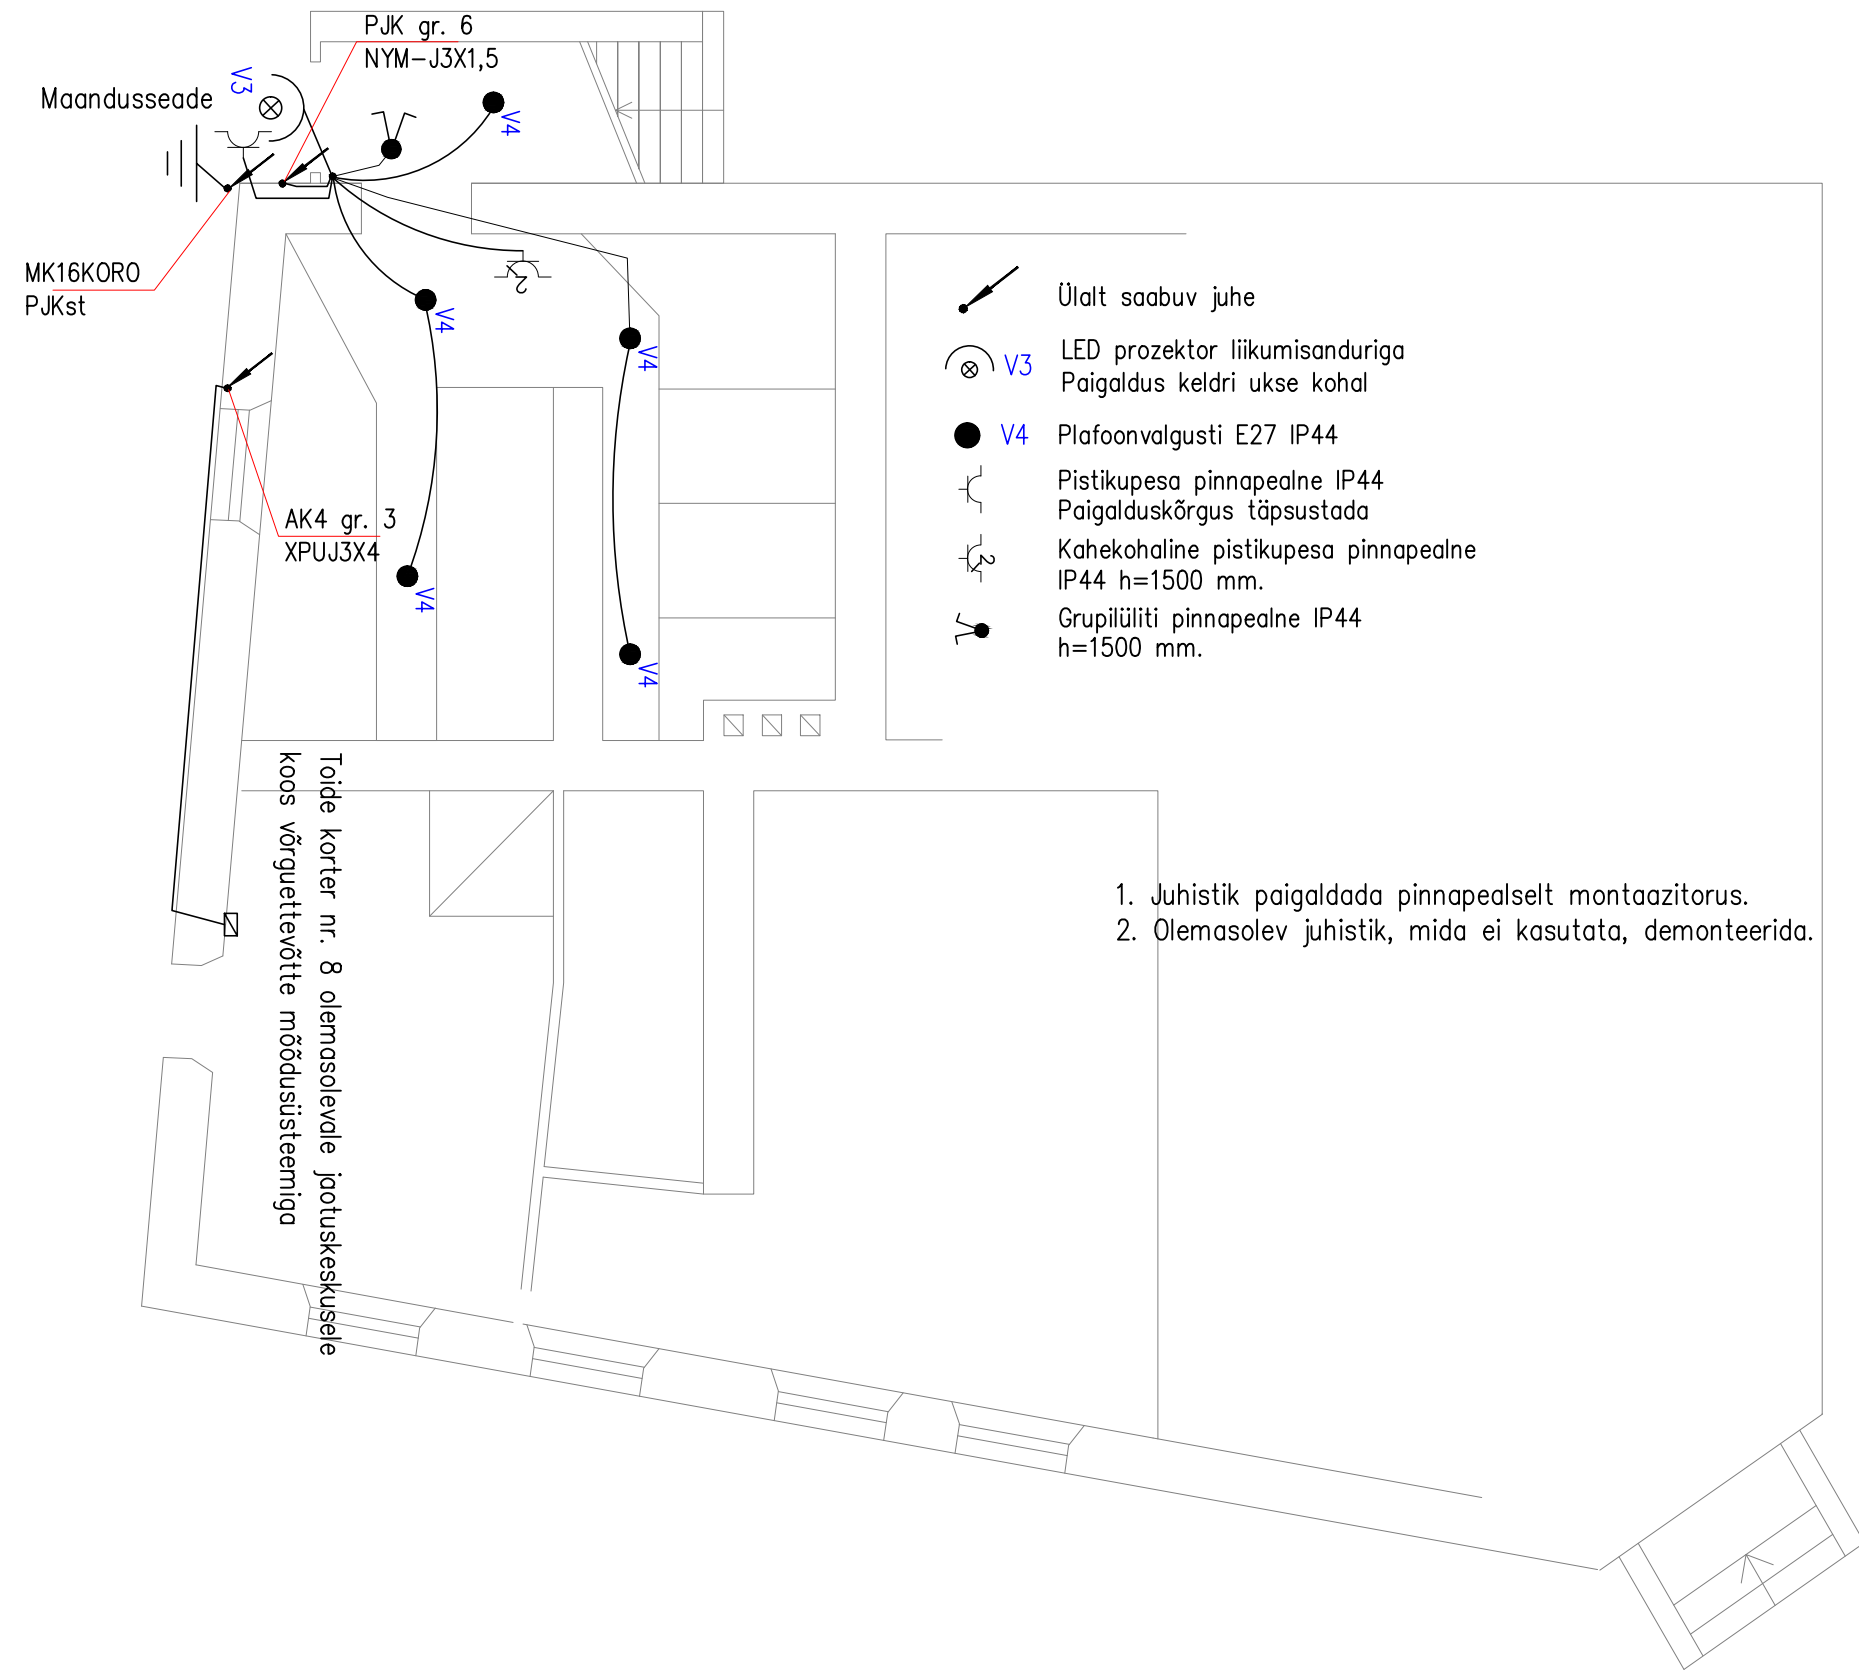 PJK gr. 6
NYM-J3X1,5
Maandusseade
V3
V4
MK16KORO
PJKst
2
V4
V4
AK4 gr. 3
XPUJ3X4
V4
V4
Ülalt saabuv juhe
V3
LED prozektor liikumisanduriga
Paigaldus keldri ukse kohal
V4 Plafoonvalgusti E27 IP44
Pistikupesa pinnapealne IP44
Paigalduskõrgus täpsustada
2
Kahekohaline pistikupesa pinnapealne
IP44 h=1500 mm.
Grupilüliti pinnapealne IP44
h=1500 mm.
Toide korter nr. 8 olemasolevale jaotuskeskusele
koos võrguettevõtte mõõdusüsteemiga
1. Juhistik paigaldada pinnapealselt montaazitorus.
2. Olemasolev juhistik, mida ei kasutata, demonteerida.